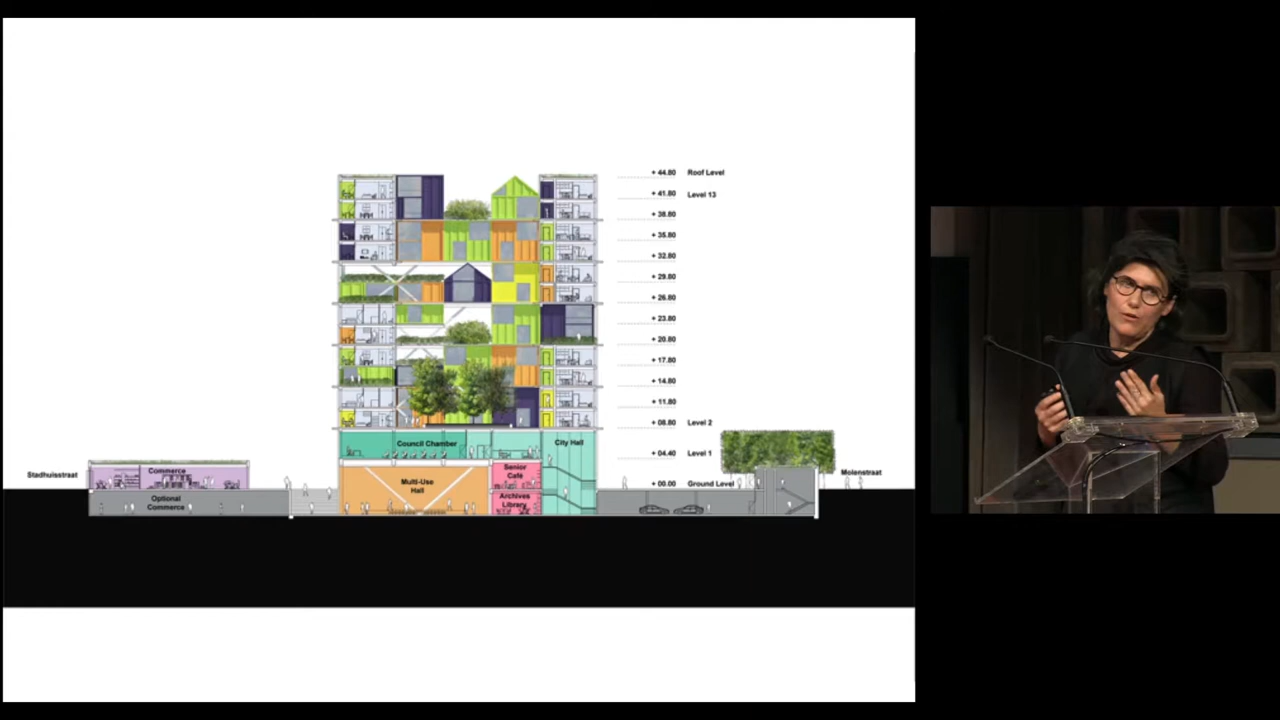 + 44.80 Roof Level
+ 41.80 Level 13
+ 38.80
+ 35.80
+ 32.80
+ 29.80
+ 26.80
+ 23.80
+ 20.80
+ 17.80
+ 14.80
+ 11.80
+ 08.80 Level 2
Council Chamber
City Hall
+ 04.40 Level 1
Stadhuisstraat
Commerce
Senior
Café
Molenstraat
Multi-Use
Hall
+ 00.00 Ground Level
Optional
Commerce
Archives
Library